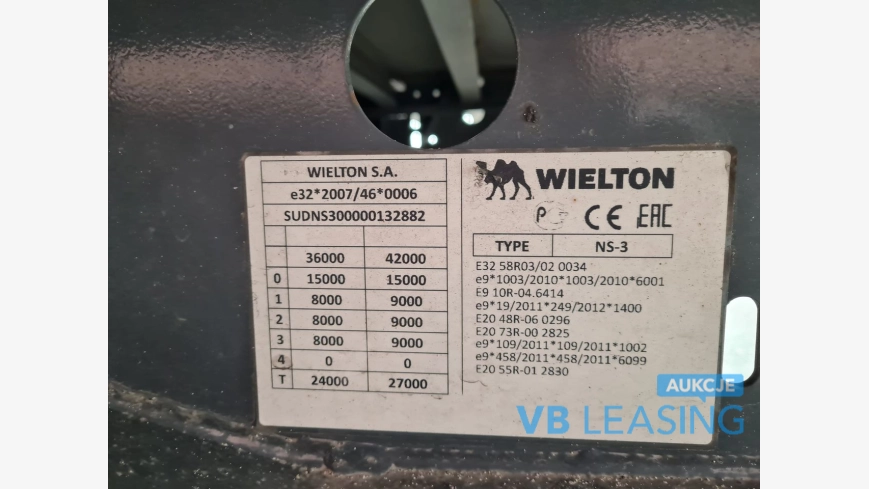 WIELTON S.A.
e32*2007/46*0006
SUDNS300000132882
36000 42000
0 15000 15000
1 8000 9000
2 8000 9000
3 8000 9000
4 0 0
T 24000 27000
WIELTON
P CE EAC
TYPE NS-3
E32 58R03/02 0034
e9*1003/2010*1003/2010*6001
E9 10R-04.6414
e9*19/2011*249/2012*1400
E20 48R-06 0296
E20 73R-00 2825
e9*109/2011*109/2011*1002
e9*458/2011*458/2011*6099
E20 55R-01 2830
AUKCJE
VB LEASING